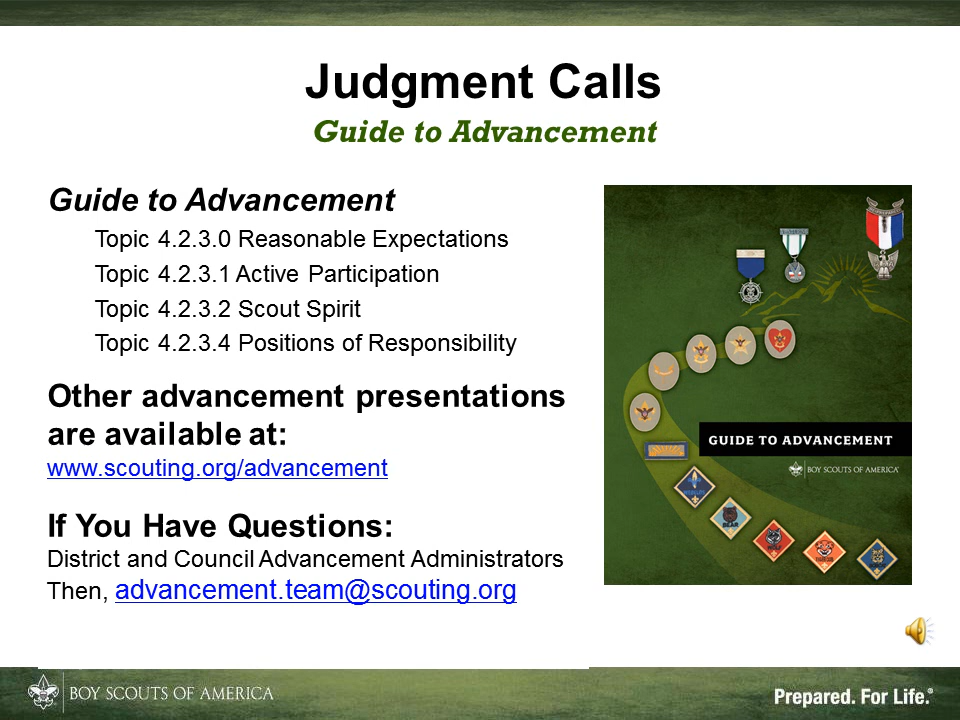 Judgment Calls
Guide to Advancement
Guide to Advancement
Topic 4.2.3.0 Reasonable Expectations
Topic 4.2.3.1 Active Participation
Topic 4.2.3.2 Scout Spirit
Topic 4.2.3.4 Positions of Responsibility
Other advancement presentations
are available at:
www.scouting.org/advancement
If You Have Questions:
District and Council Advancement Administrators
Then, advancement.team@scouting.org
GUIDE TO ADVANCEMENT
BOY SCOUTS OF AMERICA®
WEBELOS
BEAR
WOLF
BOY SCOUTS OF AMERICA
Prepared. For Life.®